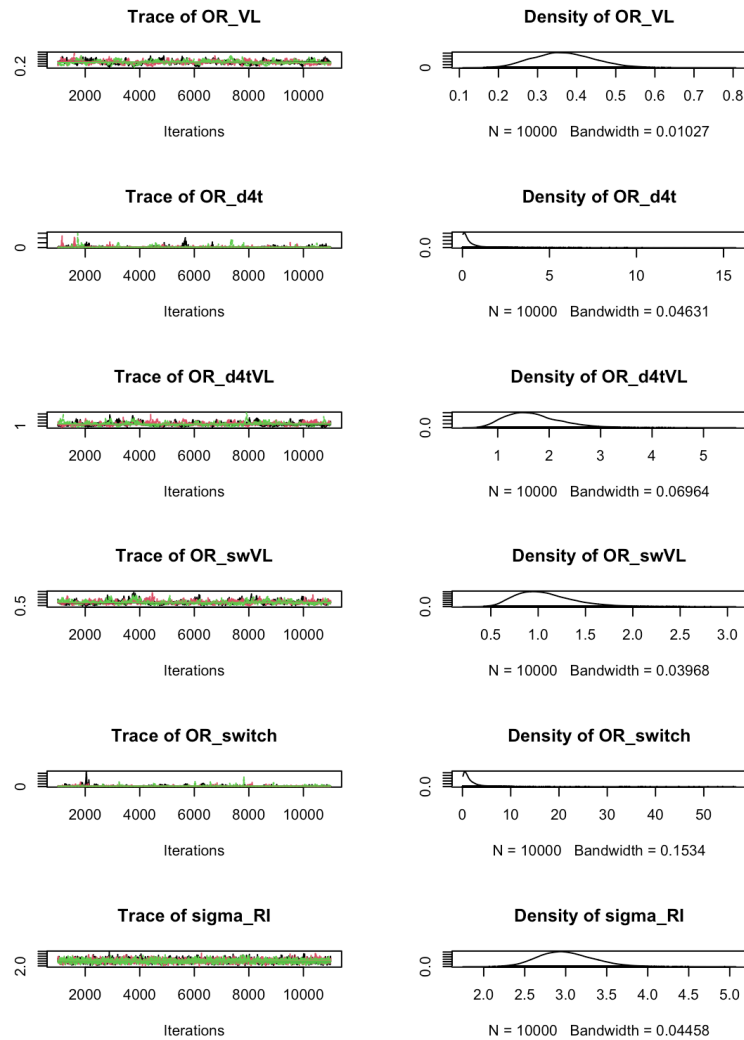 Trace of OR_VL
0.2
2000 4000 6000 8000 10000
Iterations
Density of OR_VL
0
0.1 0.2 0.3 0.4 0.5 0.6 0.7 0.8
N = 10000 Bandwidth = 0.01027
Trace of OR_d4t
0
2000 4000 6000 8000 10000
Iterations
Density of OR_d4t
0.0
0 5 10 15
N = 10000 Bandwidth = 0.04631
Trace of OR_d4tVL
1
2000 4000 6000 8000 10000
Iterations
Density of OR_d4tVL
0.0
1 2 3 4 5
N = 10000 Bandwidth = 0.06964
Trace of OR_swVL
0.5
2000 4000 6000 8000 10000
Iterations
Density of OR_swVL
0.0
0.5 1.0 1.5 2.0 2.5 3.0
N = 10000 Bandwidth = 0.03968
Trace of OR_switch
0
2000 4000 6000 8000 10000
Iterations
Density of OR_switch
0.0
0 10 20 30 40 50
N = 10000 Bandwidth = 0.1534
Trace of sigma_RI
2.0
2000 4000 6000 8000 10000
Iterations
Density of sigma_RI
0.0
2.0 2.5 3.0 3.5 4.0 4.5 5.0
N = 10000 Bandwidth = 0.04458